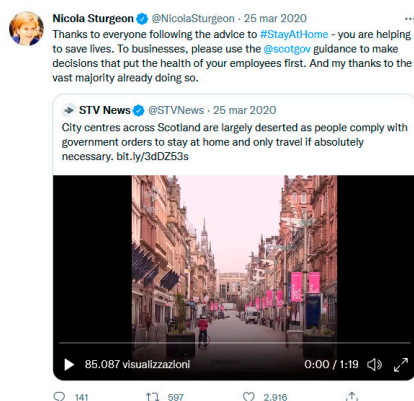 Nicola Sturgeon @NicolaSturgeon · 25 mar 2020 ...
Thanks to everyone following the advice to #StayAtHome - you are helping
to save lives. To businesses, please use the @scotgov guidance to make
decisions that put the health of your employees first. And my thanks to the
vast majority already doing so.
STV News @STVNews · 25 mar 2020
City centres across Scotland are largely deserted as people comply with
government orders to stay at home and only travel if absolutely
necessary. bit.ly/3dDZ53s
85.087 visualizzazioni 0:00 / 1:19
141 597 2.916